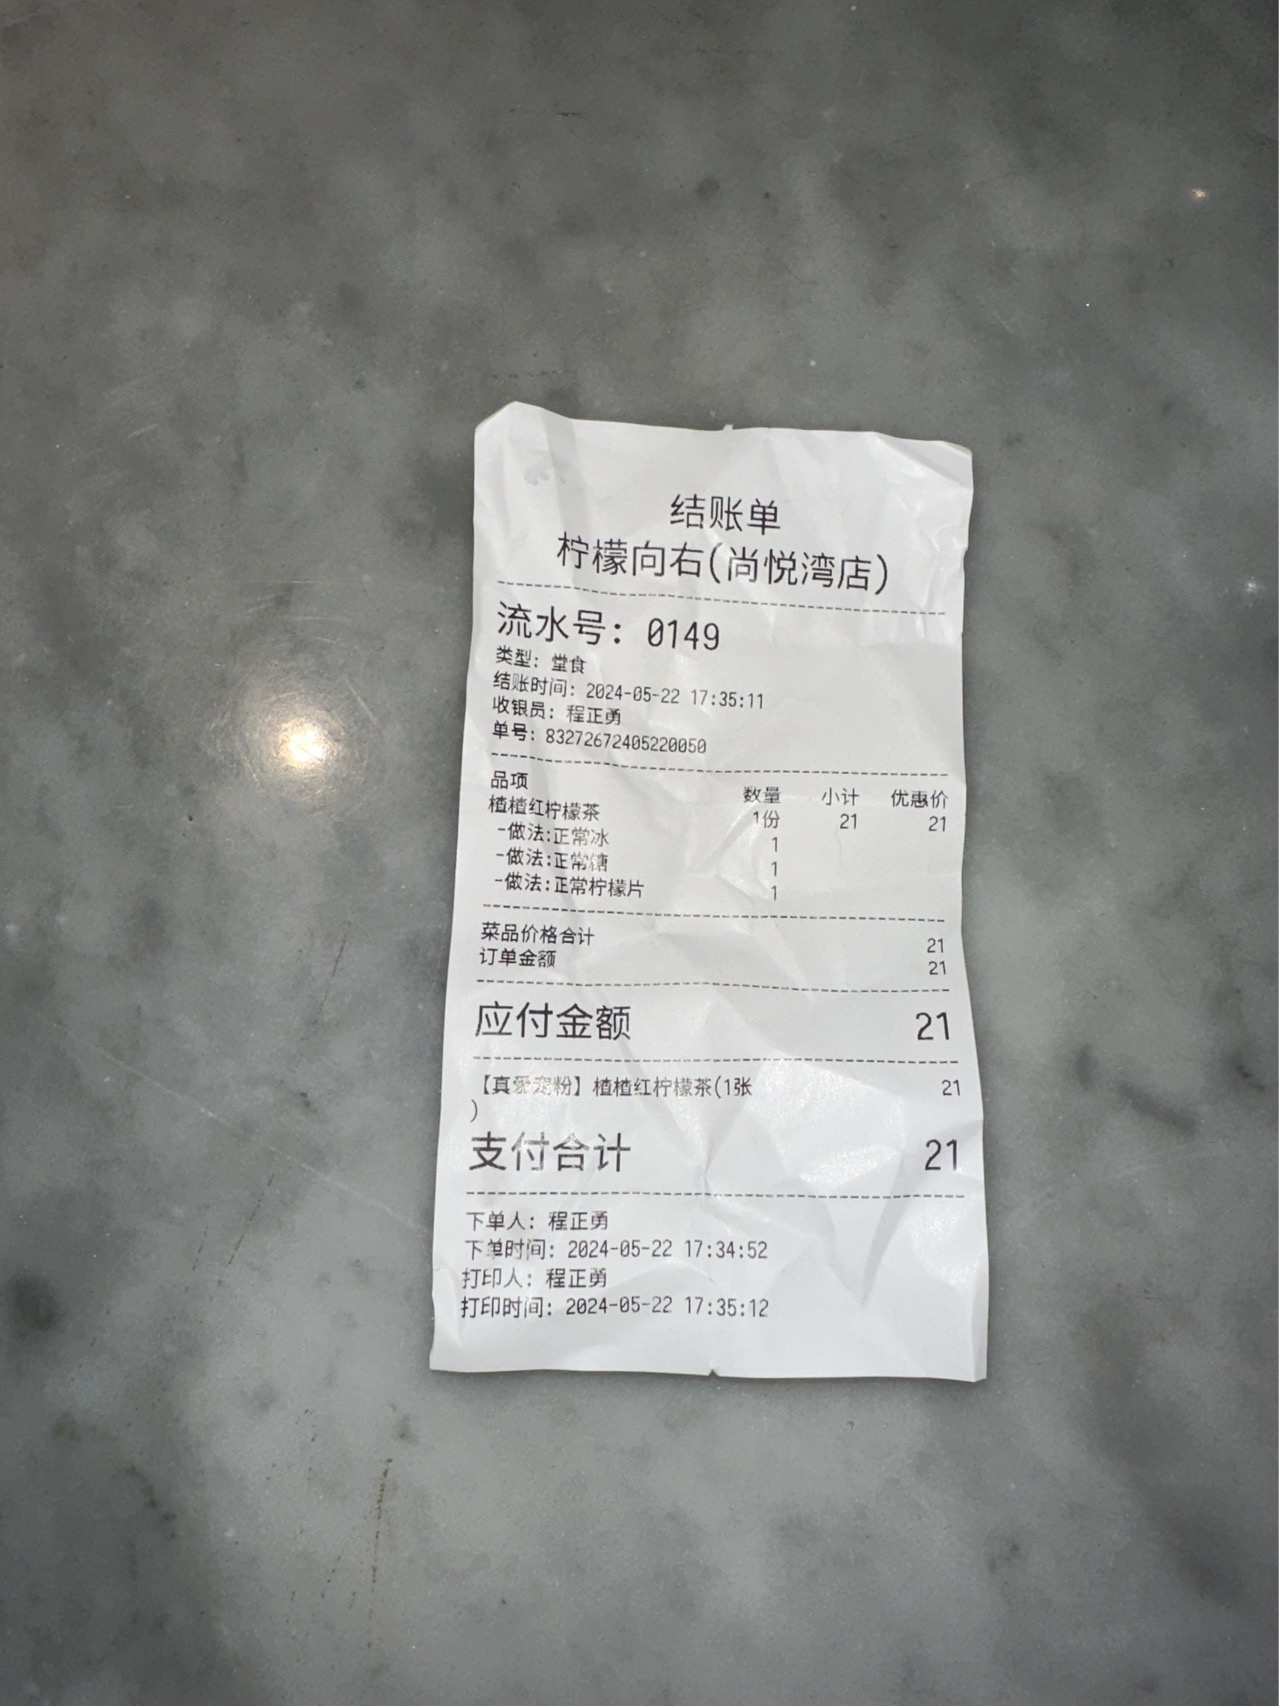 结账单
柠檬向右(尚悦湾店)
流水号: 0149
类型: 堂食
结账时间: 2024-05-22 17:35:11
收银员: 程正勇
单号: 83272672405220050
品项 数量 小计 优惠价
楂楂红柠檬茶 1份 21 21
-做法:正常冰 1
-做法:正常糖 1
-做法:正常柠檬片 1
菜品价格合计 21
订单金额 21
应付金额 21
【真爱宠粉】楂楂红柠檬茶(1张 21
)
支付合计 21
下单人: 程正勇
下单时间: 2024-05-22 17:34:52
打印人: 程正勇
打印时间: 2024-05-22 17:35:12